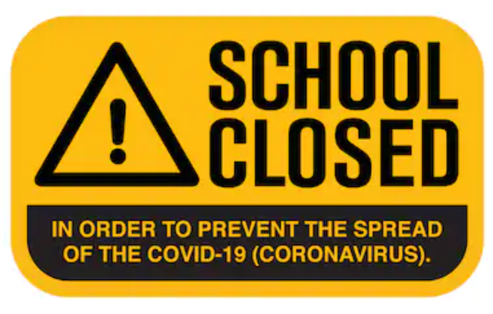 SCHOOL
CLOSED
IN ORDER TO PREVENT THE SPREAD
OF THE COVID-19 (CORONAVIRUS).